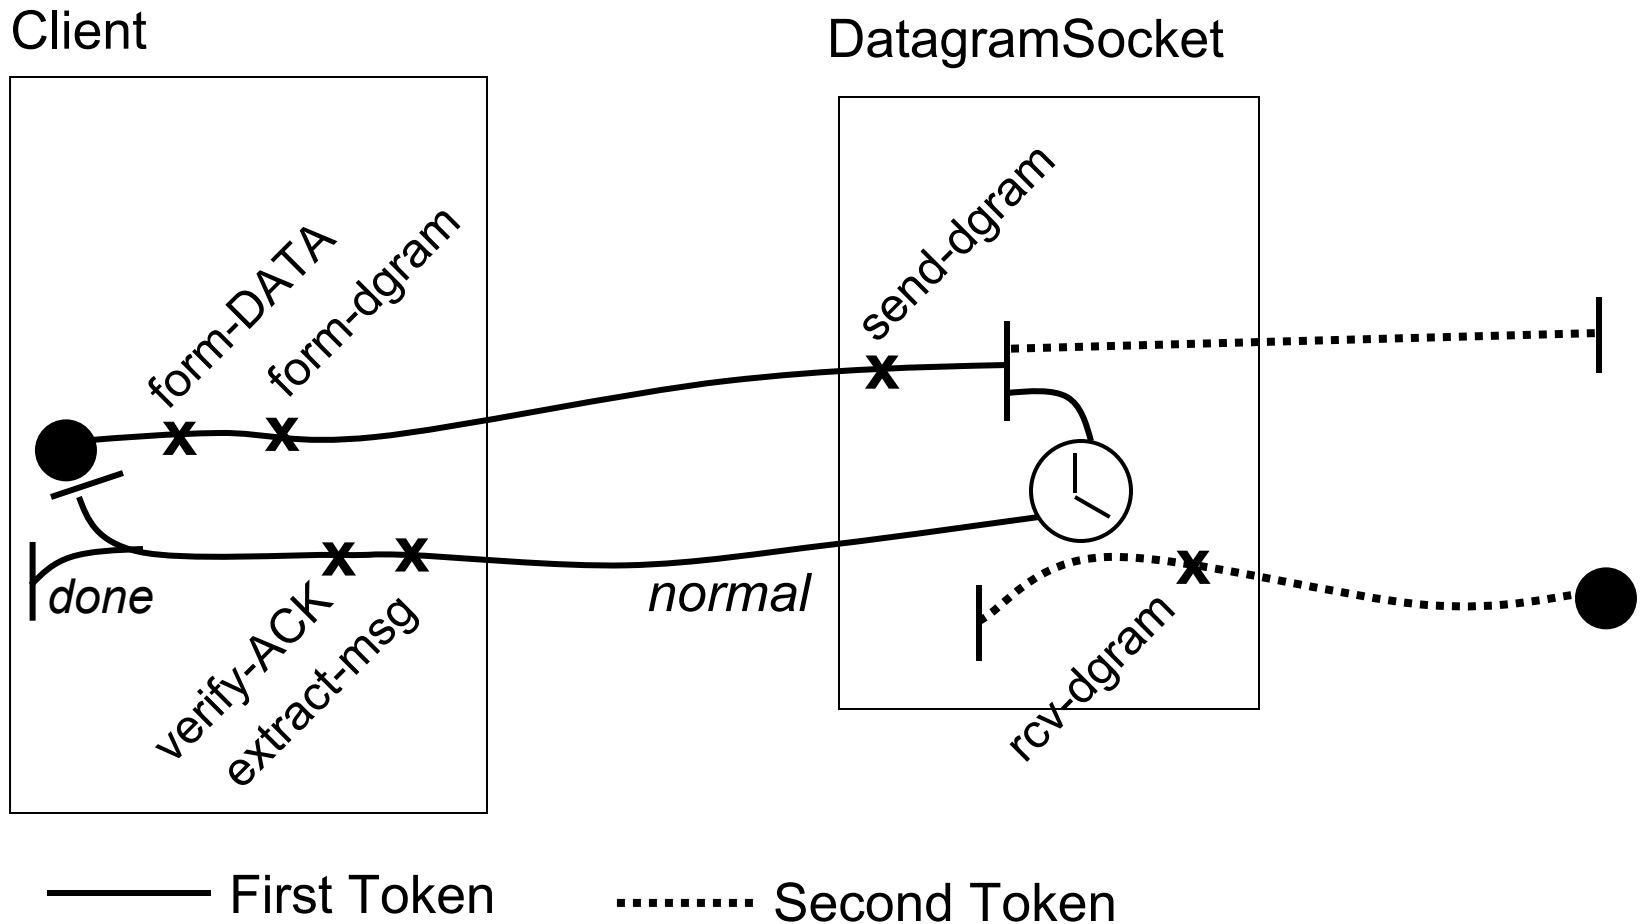 Client
DatagramSocket
form-DATA
form-dgram
send-dgram
done
normal
verify-ACK
extract-msg
rcv-dgram
First Token
Second Token